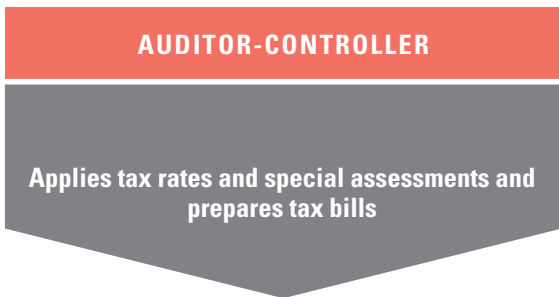 AUDITOR-CONTROLLER
Applies tax rates and special assessments and
prepares tax bills